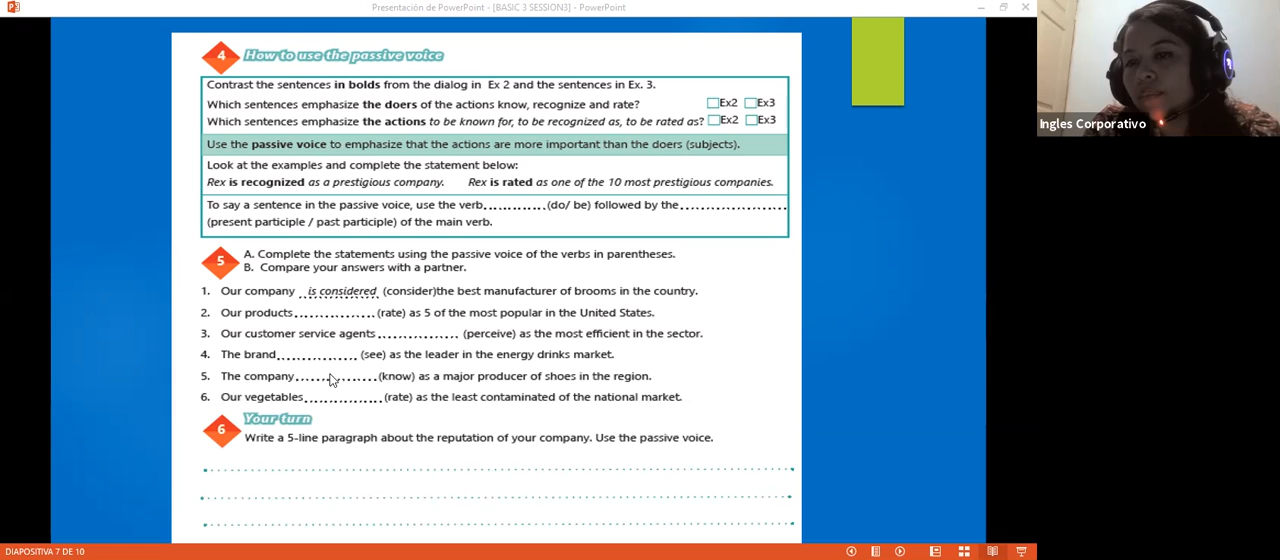 Presentación de PowerPoint - [BASIC 3 SESSION3] - PowerPoint
4 How to use the passive voice
Contrast the sentences in bolds from the dialog in Ex 2 and the sentences in Ex. 3.
Which sentences emphasize the doers of the actions know, recognize and rate? Ex2 Ex3
Which sentences emphasize the actions to be known for, to be recognized as, to be rated as? Ex2 Ex3
Use the passive voice to emphasize that the actions are more important than the doers (subjects).
Look at the examples and complete the statement below:
Rex is recognized as a prestigious company. Rex is rated as one of the 10 most prestigious companies.
To say a sentence in the passive voice, use the verb............(do/ be) followed by the.....................
(present participle / past participle) of the main verb.
5 A. Complete the statements using the passive voice of the verbs in parentheses.
B. Compare your answers with a partner.
1. Our company is considered (consider)the best manufacturer of brooms in the country.
2. Our products............... (rate) as 5 of the most popular in the United States.
3. Our customer service agents ............... (perceive) as the most efficient in the sector.
4. The brand............... (see) as the leader in the energy drinks market.
5. The company...............(know) as a major producer of shoes in the region.
6. Our vegetables...............(rate) as the least contaminated of the national market.
6 Your turn
Write a 5-line paragraph about the reputation of your company. Use the passive voice.
Ingles Corporativo
DIAPOSITIVA 7 DE 10